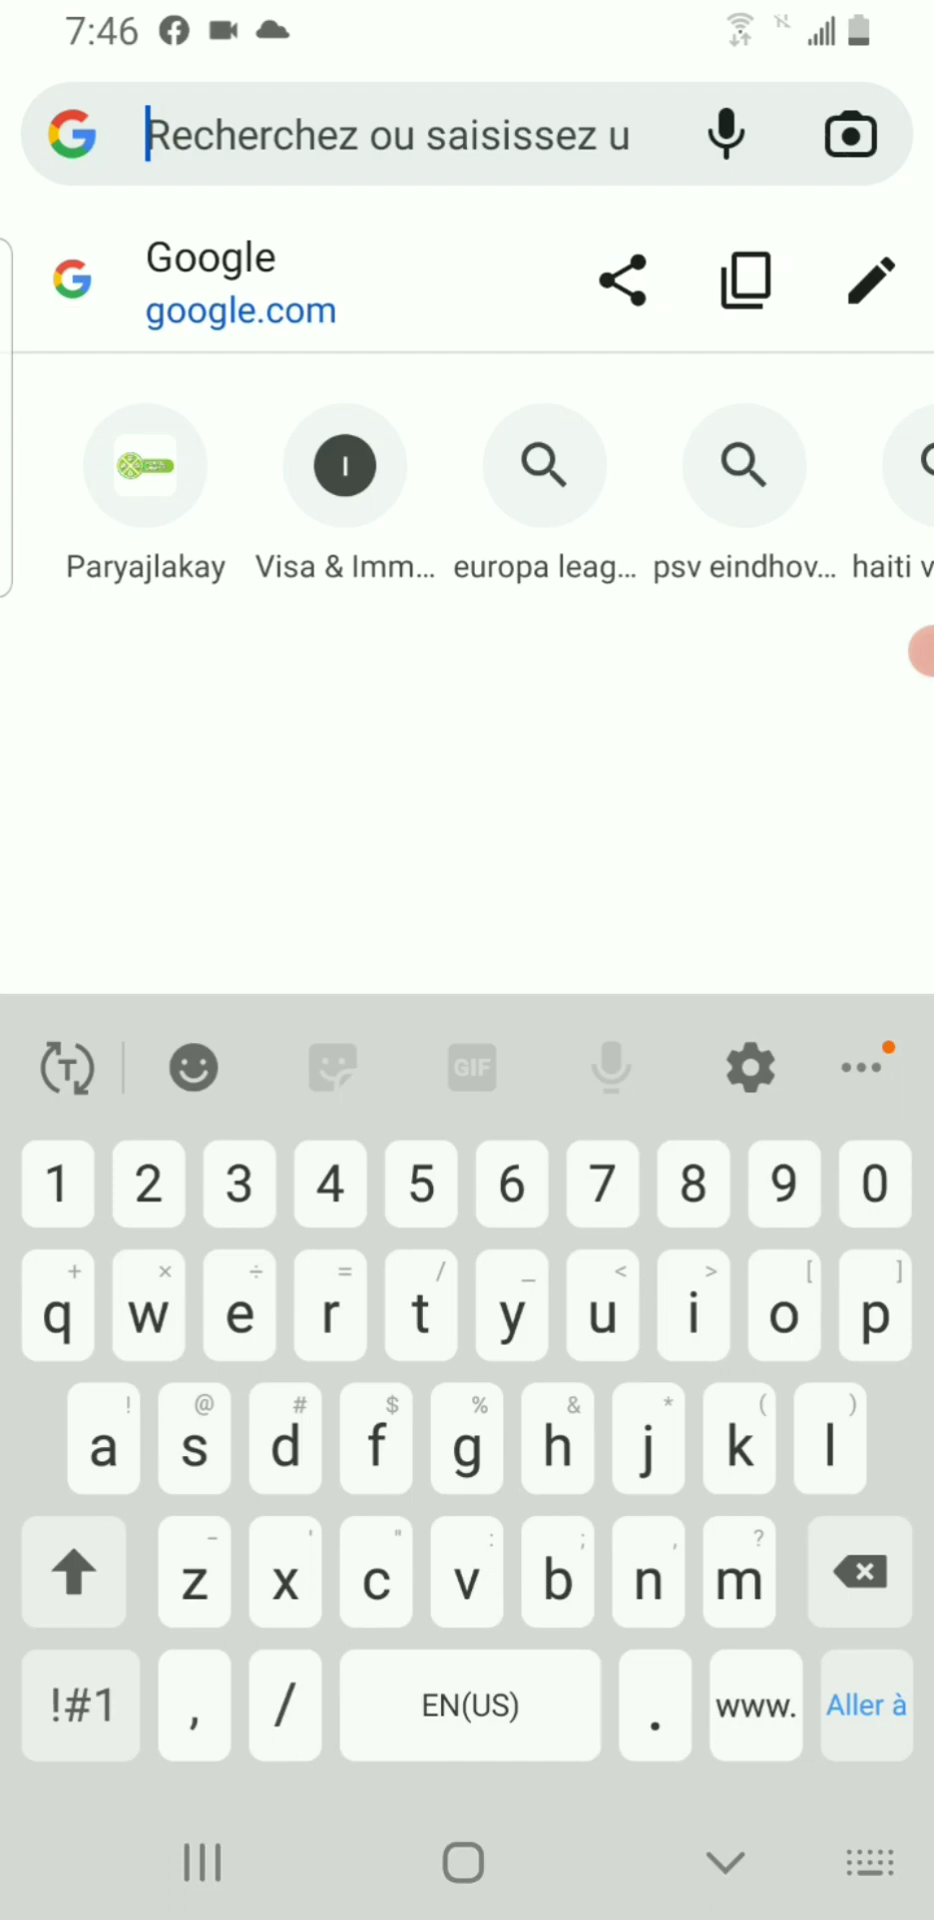 7:46
Recherchez ou saisissez u
Google
google.com
Paryajlakay
Visa & Imm...
europa leag...
psv eindhov...
haiti v
T
GIF
1 2 3 4 5 6 7 8 9 0
+ × ÷ = / _ < > [ ]
q w e r t y u i o p
! @ # $ % & * ( )
a s d f g h j k l
- ' " : ; , ?
z x c v b n m
!#1 , / EN(US) . www. Aller à